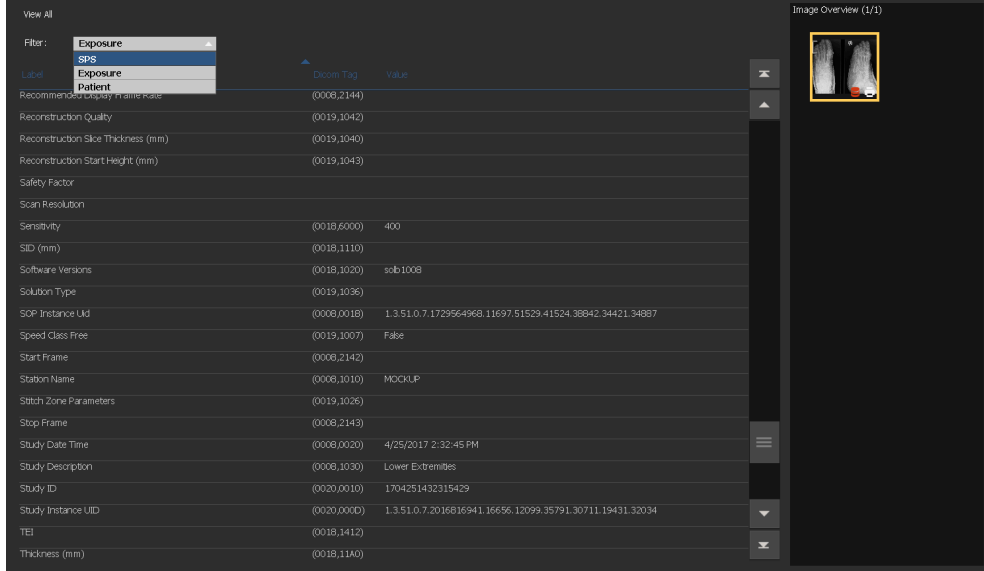 View All
Image Overview (1/1)
Filter: Exposure
SPS
Exposure
Patient
Label Dicom Tag Value
Recommended Display Frame Rate (0008,2144)
Reconstruction Quality (0019,1042)
Reconstruction Slice Thickness (mm) (0019,1040)
Reconstruction Start Height (mm) (0019,1043)
Safety Factor
Scan Resolution
Sensitivity (0018,6000) 400
SID (mm) (0018,1110)
Software Versions (0018,1020) solb1008
Solution Type (0019,1036)
SOP Instance Uid (0008,0018) 1.3.51.0.7.1729564968.11697.51529.41524.38842.34421.34887
Speed Class Free (0019,1007) False
Start Frame (0008,2142)
Station Name (0008,1010) MOCKUP
Stitch Zone Parameters (0019,1026)
Stop Frame (0008,2143)
Study Date Time (0008,0020) 4/25/2017 2:32:45 PM
Study Description (0008,1030) Lower Extremities
Study ID (0020,0010) 1704251432315429
Study Instance UID (0020,000D) 1.3.51.0.7.2016816941.16656.12099.35791.30711.19431.32034
TEI (0018,1412)
Thickness (mm) (0018,11A0)